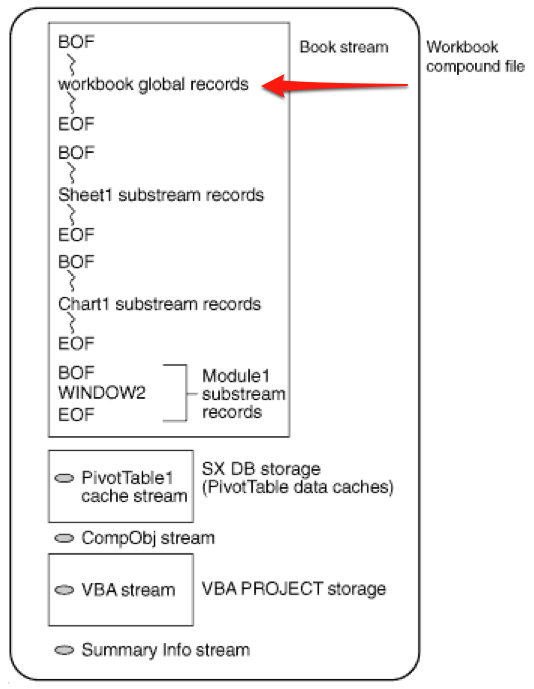 BOF
Book stream
Workbook
compound file
workbook global records
EOF
BOF
Sheet1 substream records
EOF
BOF
Chart1 substream records
EOF
BOF
WINDOW2
EOF
Module1
substream
records
PivotTable1
cache stream
SX DB storage
(PivotTable data caches)
CompObj stream
VBA stream
VBA PROJECT storage
Summary Info stream